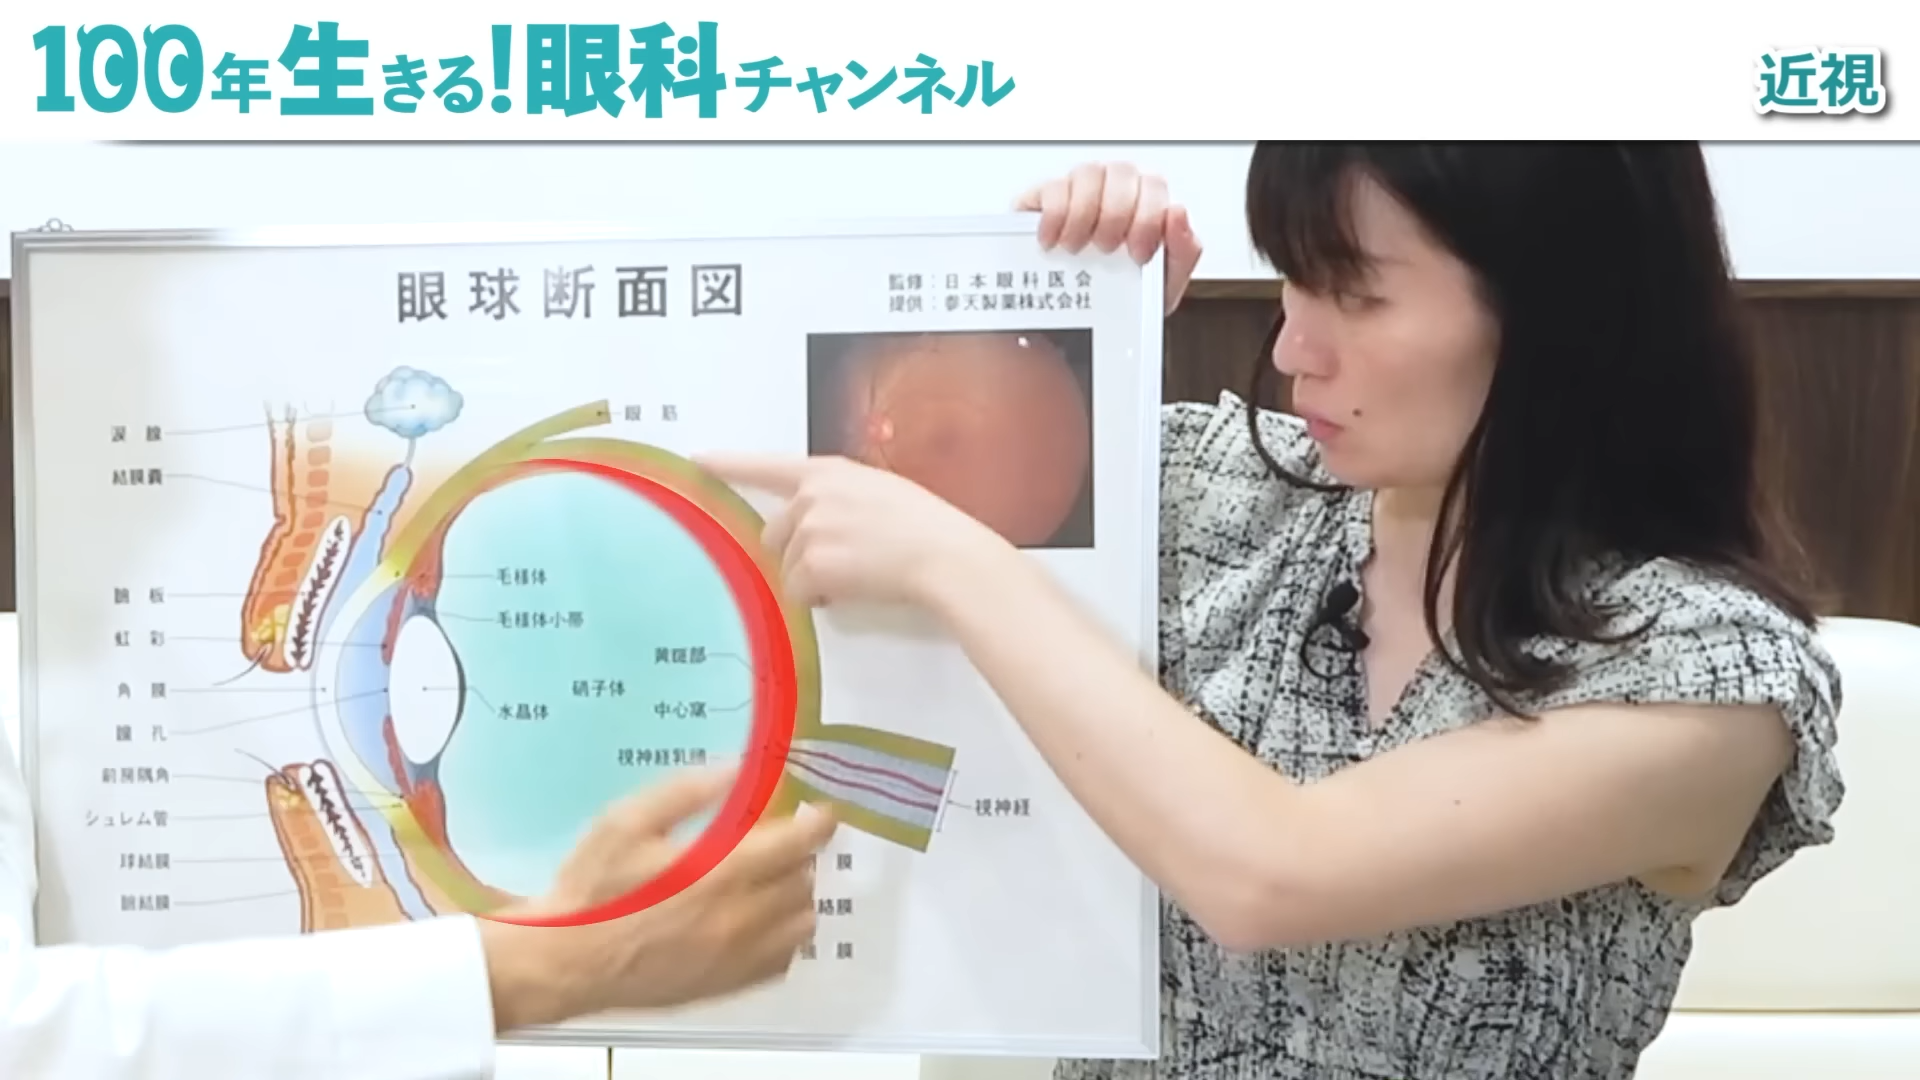 100年生きる!眼科チャンネル
近視
眼球断面図
監修:日本眼科医会
提供:参天製薬株式会社
涙腺
眼筋
結膜嚢
毛様体
瞼板
毛様体小帯
虹彩
黄斑部
角膜
硝子体
水晶体
中心窩
瞳孔
視神経乳頭
前房隅角
視神経
シュレム管
球結膜
膜
瞼結膜
絡膜
強膜